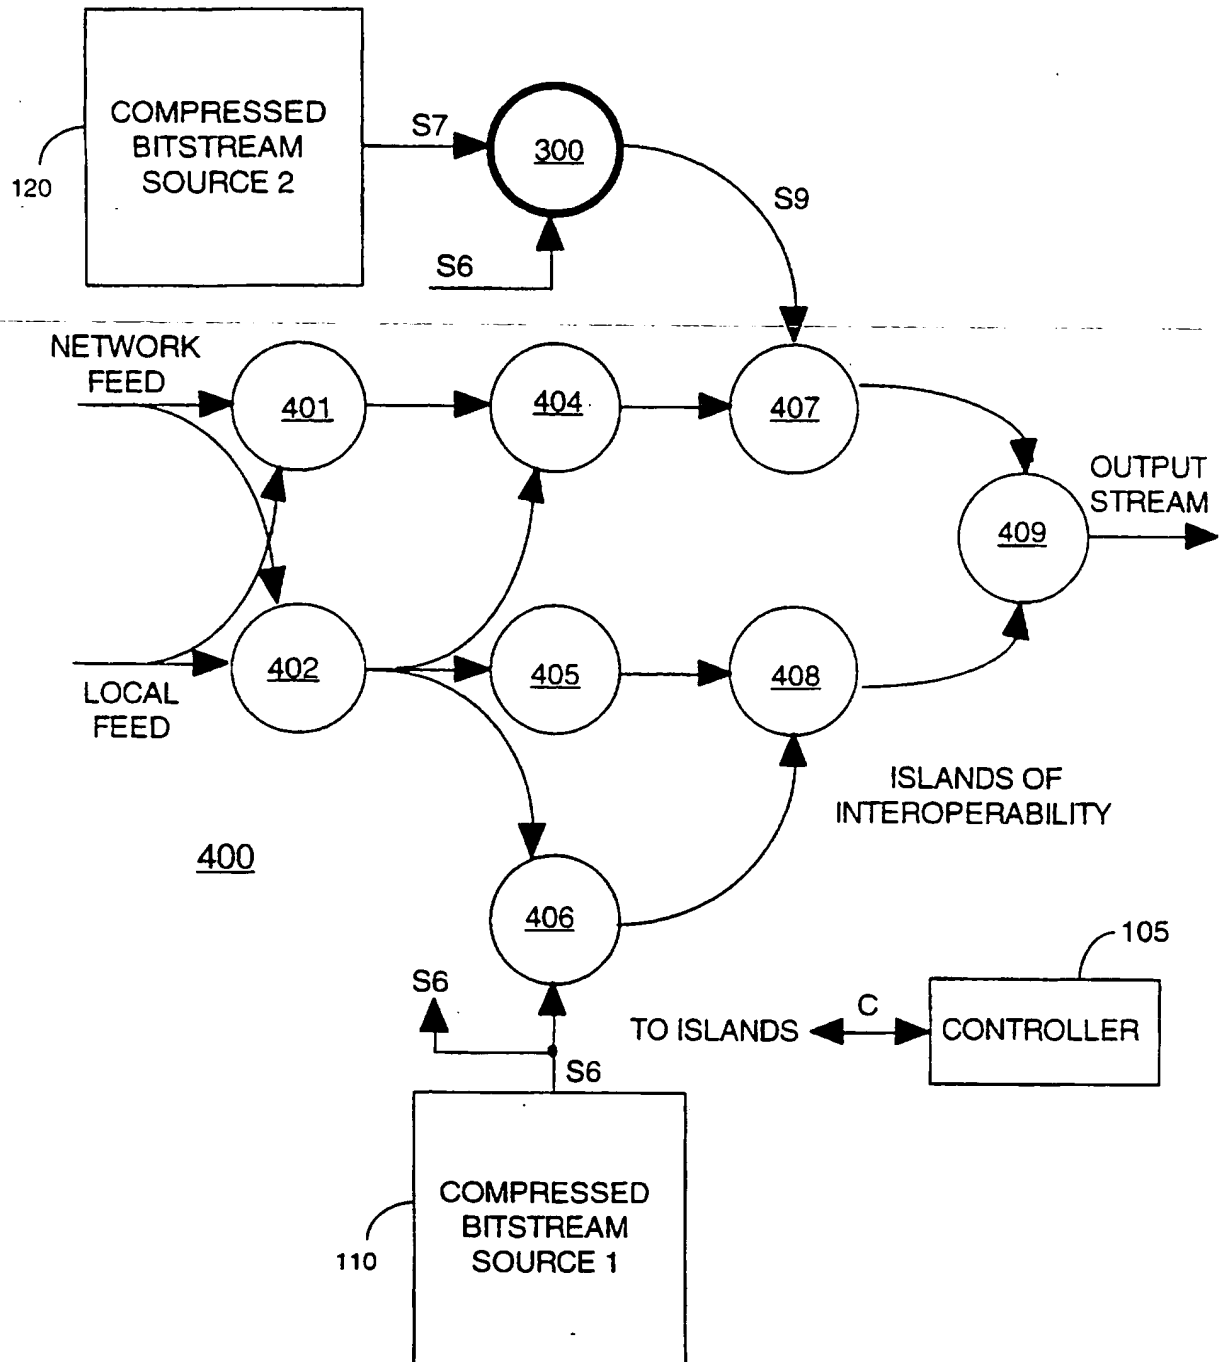 COMPRESSED
BITSTREAM
SOURCE 2
120
S7
300
S9
S6
NETWORK
FEED
401
404
407
OUTPUT
STREAM
409
LOCAL
FEED
402
405
408
ISLANDS OF
INTEROPERABILITY
400
406
105
S6
TO ISLANDS
C
CONTROLLER
S6
COMPRESSED
BITSTREAM
SOURCE 1
110